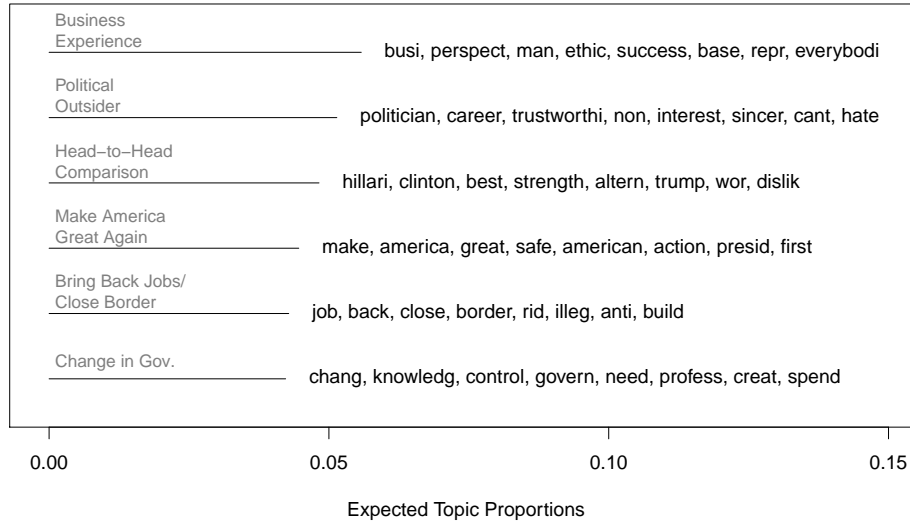 Business
Experience
busi, perspect, man, ethic, success, base, repr, everybodi
Political
Outsider
politician, career, trustworthi, non, interest, sincer, cant, hate
Head−to−Head
Comparison
hillari, clinton, best, strength, altern, trump, wor, dislik
Make America
Great Again
make, america, great, safe, american, action, presid, first
Bring Back Jobs/
Close Border
job, back, close, border, rid, illeg, anti, build
Change in Gov.
chang, knowledg, control, govern, need, profess, creat, spend
0.00 0.05 0.10 0.15
Expected Topic Proportions